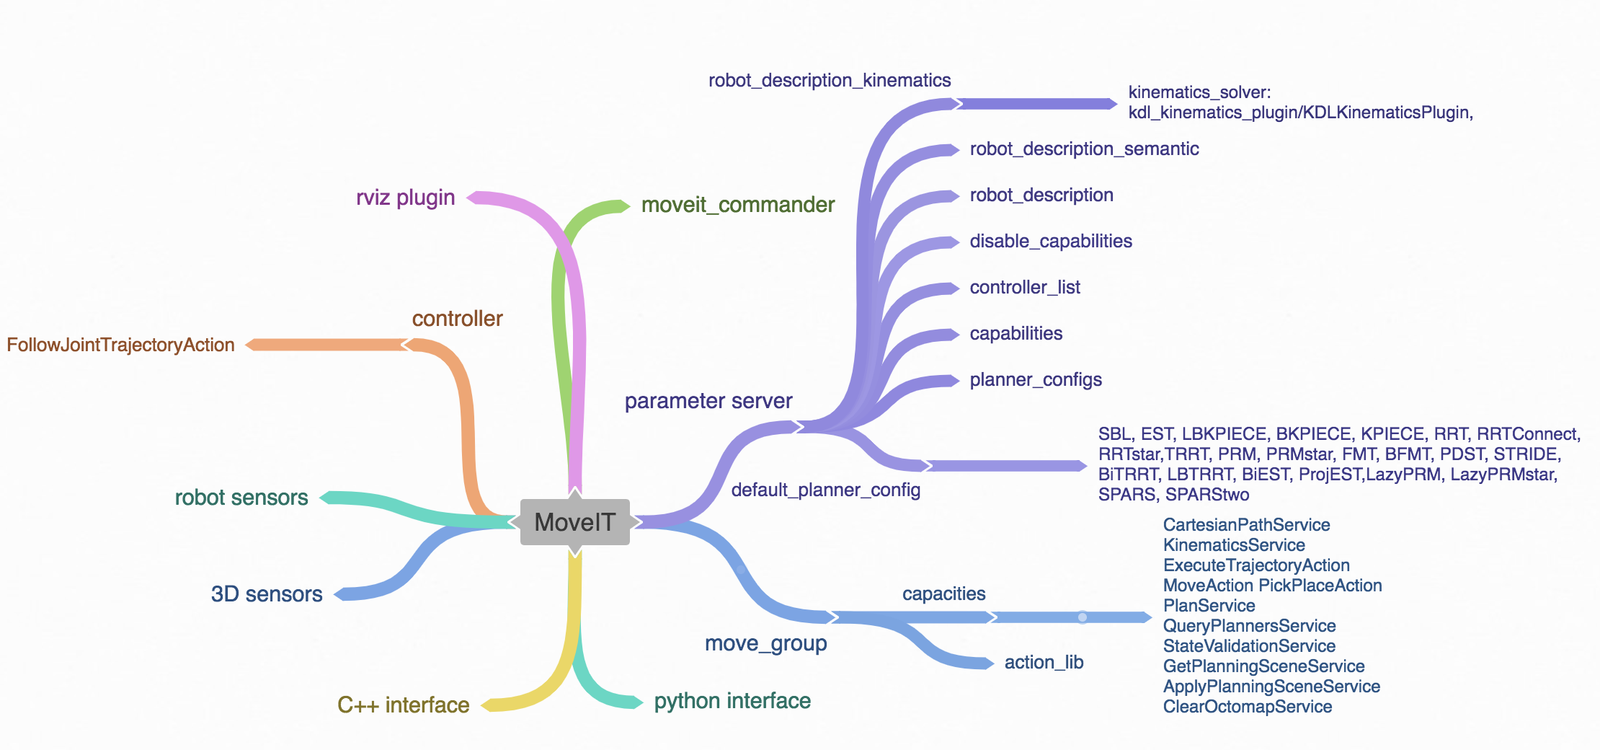 robot_description_kinematics
kinematics_solver:
kdl_kinematics_plugin/KDLKinematicsPlugin,
robot_description_semantic
rviz plugin
moveit_commander
robot_description
disable_capabilities
controller_list
controller
capabilities
FollowJointTrajectoryAction
planner_configs
parameter server
SBL, EST, LBKPIECE, BKPIECE, KPIECE, RRT, RRTConnect,
RRTstar,TRRT, PRM, PRMstar, FMT, BFMT, PDST, STRIDE,
BiTRRT, LBTRRT, BiEST, ProjEST,LazyPRM, LazyPRMstar,
SPARS, SPARStwo
default_planner_config
robot sensors
MoveIT
3D sensors
capacities
CartesianPathService
KinematicsService
ExecuteTrajectoryAction
MoveAction PickPlaceAction
PlanService
QueryPlannersService
StateValidationService
GetPlanningSceneService
ApplyPlanningSceneService
ClearOctomapService
move_group
action_lib
C++ interface
python interface